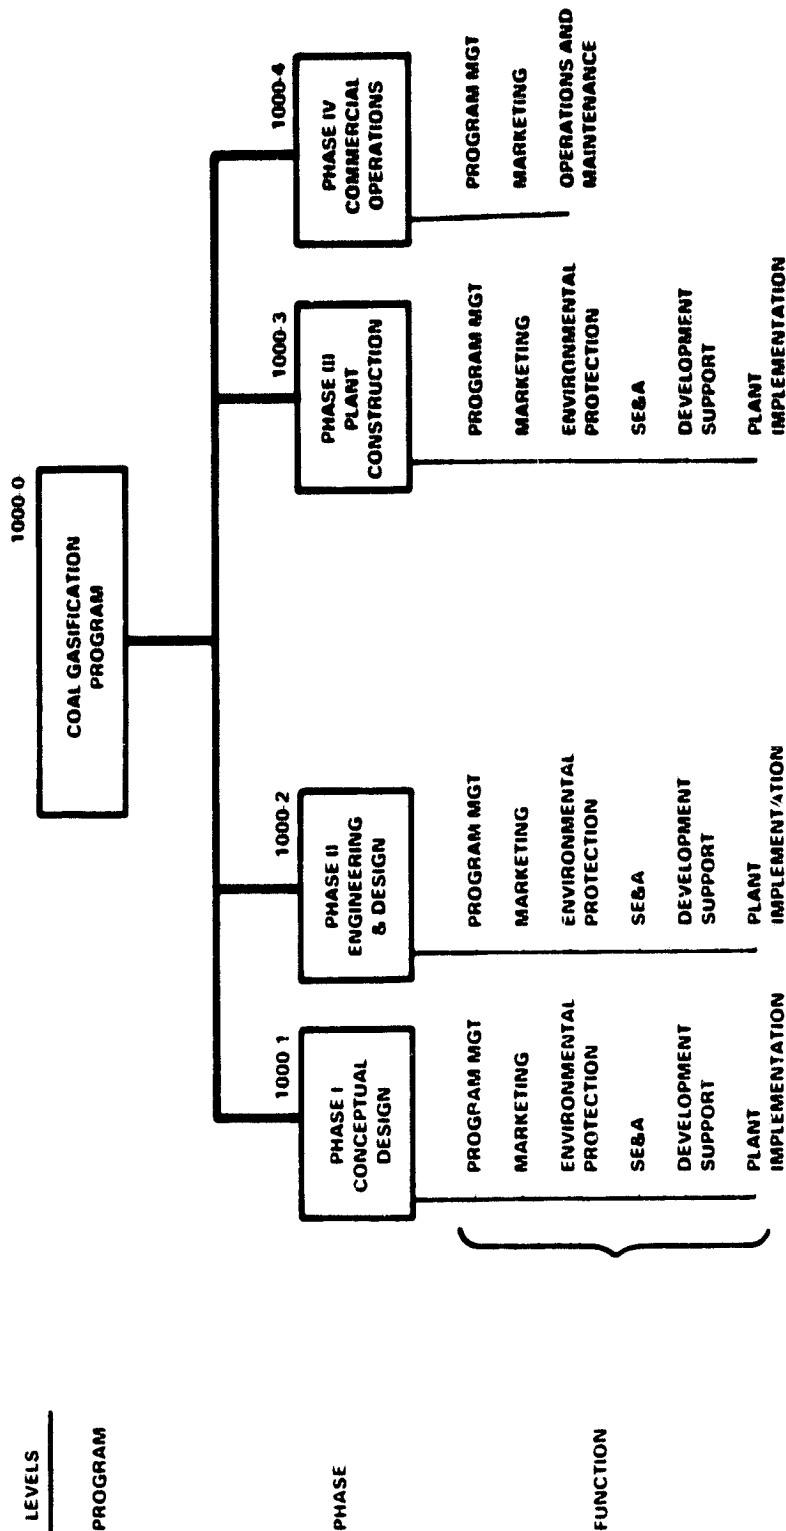 LEVELS
PROGRAM
1000-0
COAL GASIFICATION
PROGRAM
PHASE
1000 1
PHASE I
CONCEPTUAL
DESIGN
1000-2
PHASE II
ENGINEERING
& DESIGN
1000-3
PHASE III
PLANT
CONSTRUCTION
1000-4
PHASE IV
COMMERCIAL
OPERATIONS
FUNCTION
PROGRAM MGT
MARKETING
ENVIRONMENTAL
PROTECTION
SE&A
DEVELOPMENT
SUPPORT
PLANT
IMPLEMENTATION
PROGRAM MGT
MARKETING
ENVIRONMENTAL
PROTECTION
SE&A
DEVELOPMENT
SUPPORT
PLANT
IMPLEMENTATION
PROGRAM MGT
MARKETING
ENVIRONMENTAL
PROTECTION
SE&A
DEVELOPMENT
SUPPORT
PLANT
IMPLEMENTATION
PROGRAM MGT
MARKETING
OPERATIONS AND
MAINTENANCE